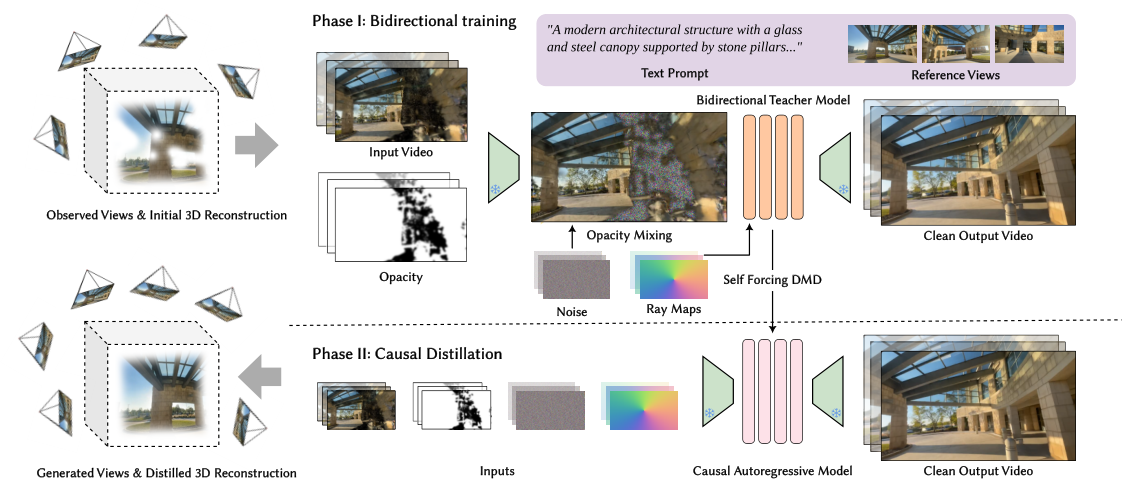 Phase I: Bidirectional training
"A modern architectural structure with a glass
and steel canopy supported by stone pillars..."
Text Prompt
Reference Views
Bidirectional Teacher Model
Input Video
Observed Views & Initial 3D Reconstruction
Opacity Mixing
Clean Output Video
Opacity
Self Forcing DMD
Noise
Ray Maps
Phase II: Causal Distillation
Generated Views & Distilled 3D Reconstruction
Inputs
Causal Autoregressive Model
Clean Output Video